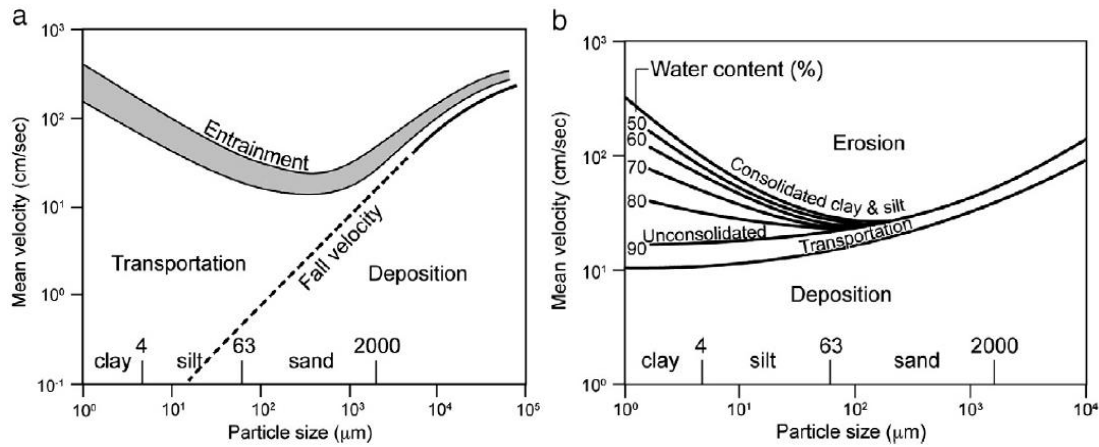 a
10³
10²
10¹
10⁰
10⁻¹
Mean velocity (cm/sec)
Entrainment
Transportation
Fall velocity
Deposition
clay 4 silt 63 sand 2000
10⁰ 10¹ 10² 10³ 10⁴ 10⁵
Particle size (μm)
b
10³
10²
10¹
10⁰
Mean velocity (cm/sec)
Water content (%)
50
60
70
80
90
Erosion
Consolidated clay & silt
Unconsolidated
Transportation
Deposition
clay 4 silt 63 sand 2000
10⁰ 10¹ 10² 10³ 10⁴
Particle size (μm)